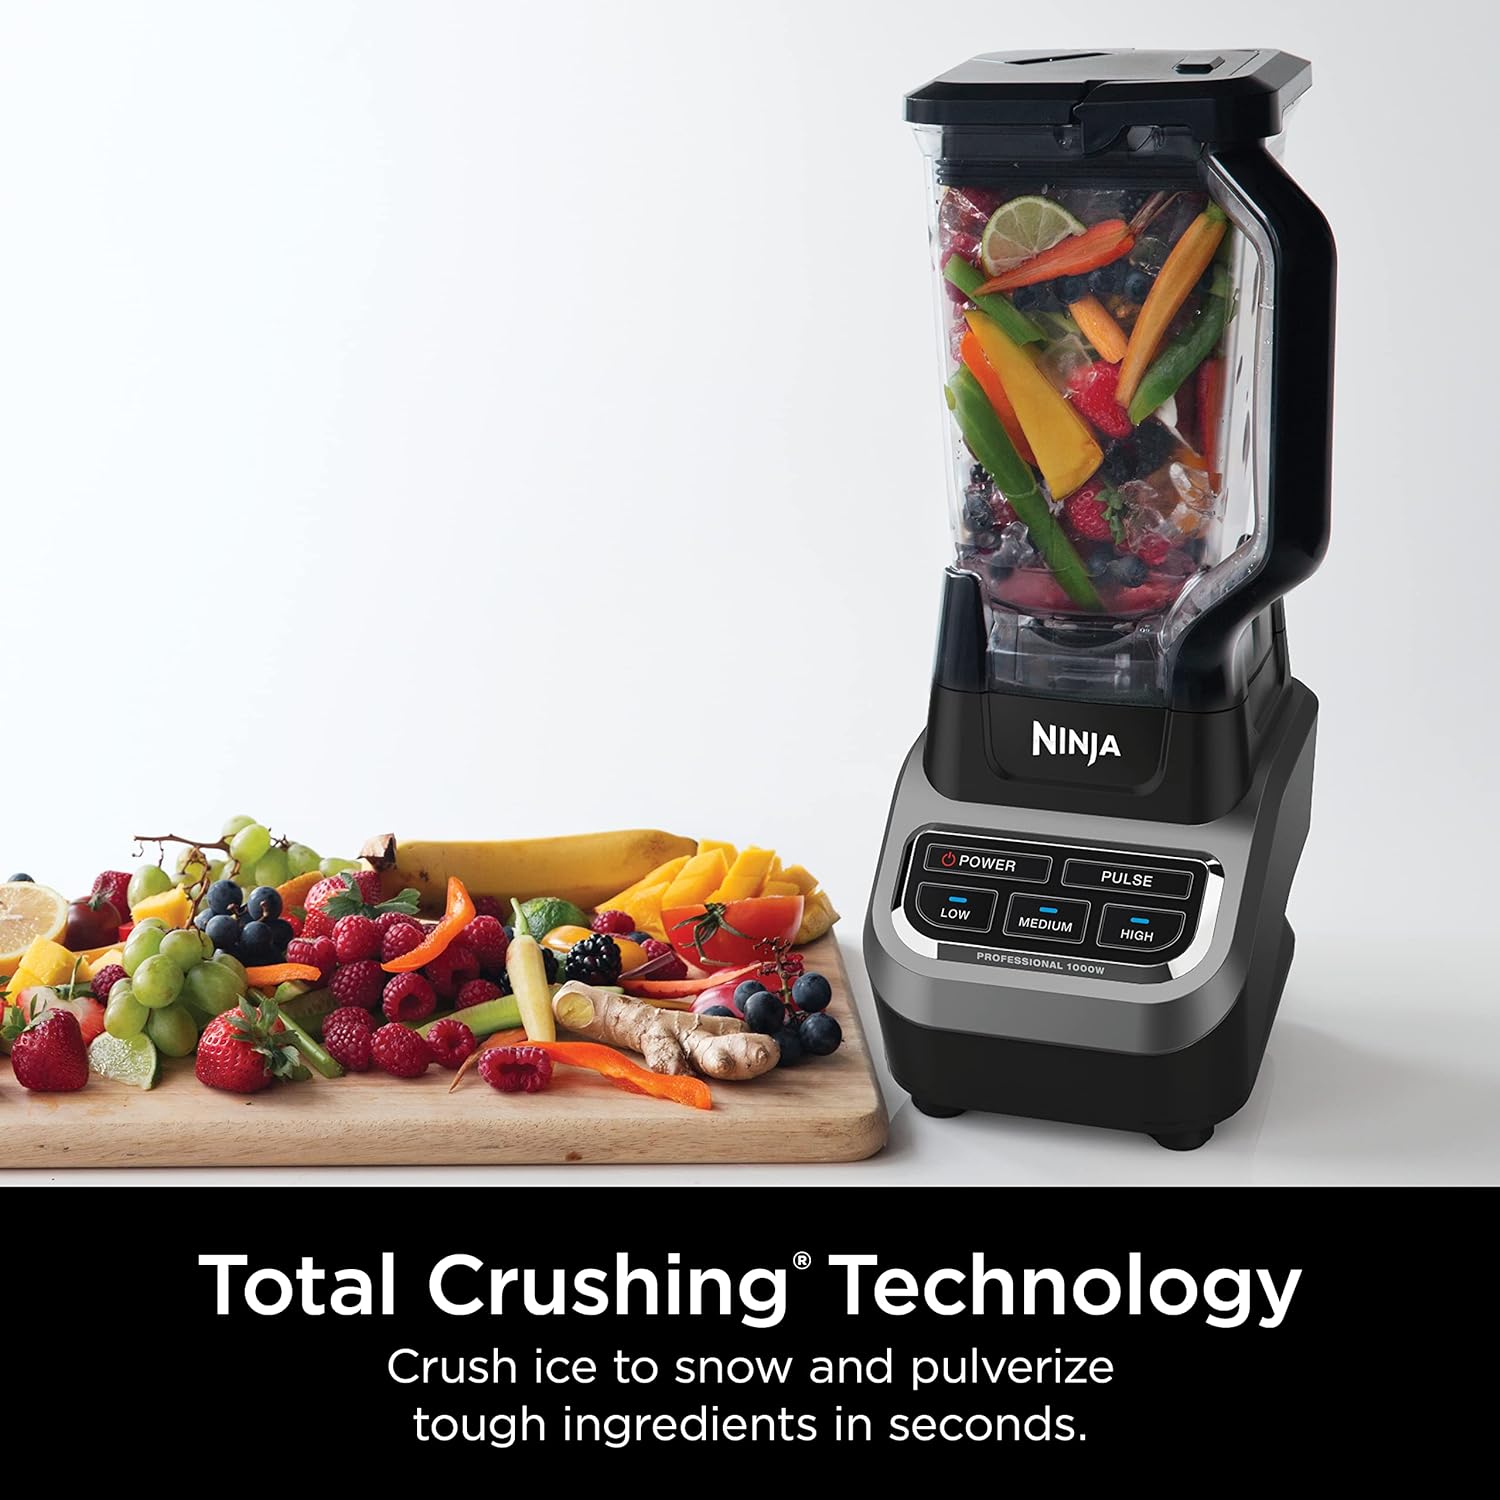 NINJA
POWER PULSE
LOW MEDIUM HIGH
PROFESSIONAL 1000W
Total Crushing® Technology
Crush ice to snow and pulverize
tough ingredients in seconds.